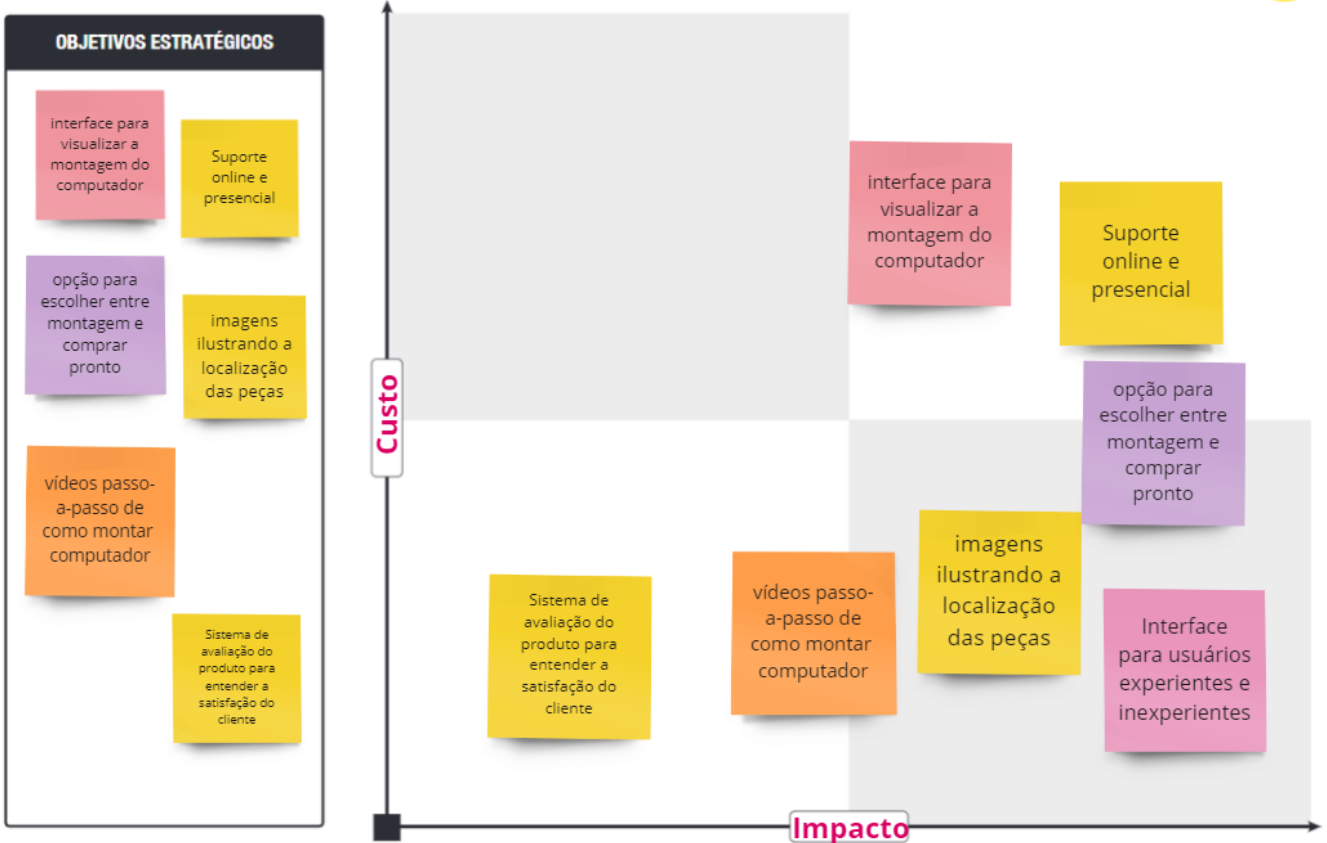 OBJETIVOS ESTRATÉGICOS
interface para
visualizar a
montagem do
computador
Suporte
online e
presencial
opção para
escolher entre
montagem e
comprar
pronto
imagens
ilustrando a
localização
das peças
vídeos passo-
a-passo de
como montar
computador
Sistema de
avaliação do
produto para
entender a
satisfação do
cliente
Custo
interface para
visualizar a
montagem do
computador
Suporte
online e
presencial
opção para
escolher entre
montagem e
comprar
pronto
imagens
ilustrando a
localização
das peças
Sistema de
avaliação do
produto para
entender a
satisfação do
cliente
vídeos passo-
a-passo de
como montar
computador
Interface
para usuários
experientes e
inexperientes
Impacto